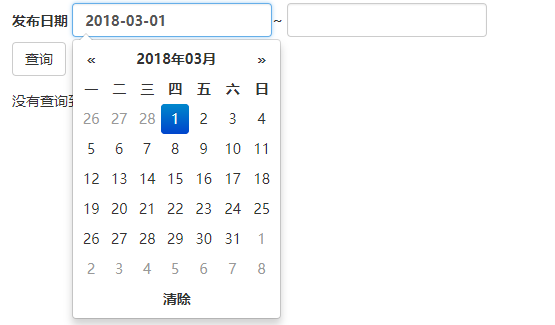 发布日期 2018-03-01 ~
查询
« 2018年03月 »
一 二 三 四 五 六 日
26 27 28 1 2 3 4
5 6 7 8 9 10 11
12 13 14 15 16 17 18
19 20 21 22 23 24 25
26 27 28 29 30 31 1
2 3 4 5 6 7 8
清除
没有查询